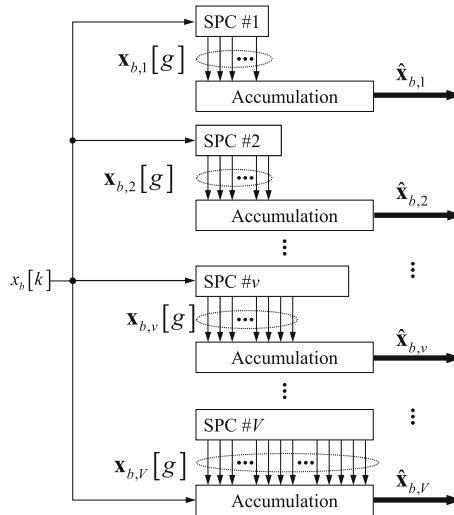 SPC #1
x_{b,1}[g]
x̂_{b,1}
Accumulation
SPC #2
x_{b,2}[g]
x̂_{b,2}
Accumulation
x_b[k]
SPC #v
x_{b,v}[g]
x̂_{b,v}
Accumulation
SPC #V
x_{b,V}[g]
x̂_{b,V}
Accumulation